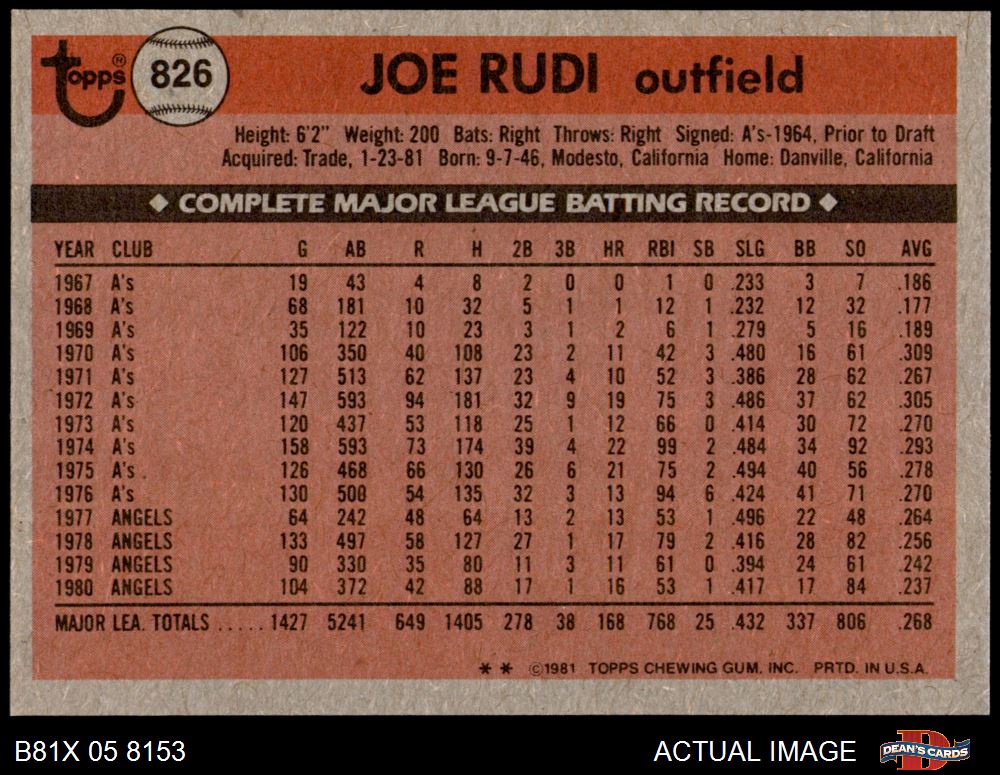 Topps ® 826 JOE RUDI outfield
Height: 6'2" Weight: 200 Bats: Right Throws: Right Signed: A's-1964, Prior to Draft
Acquired: Trade, 1-23-81 Born: 9-7-46, Modesto, California Home: Danville, California
◆ COMPLETE MAJOR LEAGUE BATTING RECORD ◆
YEAR CLUB G AB R H 2B 3B HR RBI SB SLG BB SO AVG
1967 A's 19 43 4 8 2 0 0 1 0 .233 3 7 .186
1968 A's 68 181 10 32 5 1 1 12 1 .232 12 32 .177
1969 A's 35 122 10 23 3 1 2 6 1 .279 5 16 .189
1970 A's 106 350 40 108 23 2 11 42 3 .480 16 61 .309
1971 A's 127 513 62 137 23 4 10 52 3 .386 28 62 .267
1972 A's 147 593 94 181 32 9 19 75 3 .486 37 62 .305
1973 A's 120 437 53 118 25 1 12 66 0 .414 30 72 .270
1974 A's 158 593 73 174 39 4 22 99 2 .484 34 92 .293
1975 A's 126 468 66 130 26 6 21 75 2 .494 40 56 .278
1976 A's 130 500 54 135 32 3 13 94 6 .424 41 71 .270
1977 ANGELS 64 242 48 64 13 2 13 53 1 .496 22 48 .264
1978 ANGELS 133 497 58 127 27 1 17 79 2 .416 28 82 .256
1979 ANGELS 90 330 35 80 11 3 11 61 0 .394 24 61 .242
1980 ANGELS 104 372 42 88 17 1 16 53 1 .417 17 84 .237
MAJOR LEA. TOTALS ..... 1427 5241 649 1405 278 38 168 768 25 .432 337 806 .268
* * ©1981 TOPPS CHEWING GUM. INC. PRTD. IN U.S.A.
B81X 05 8153 ACTUAL IMAGE DEAN'S CARDS